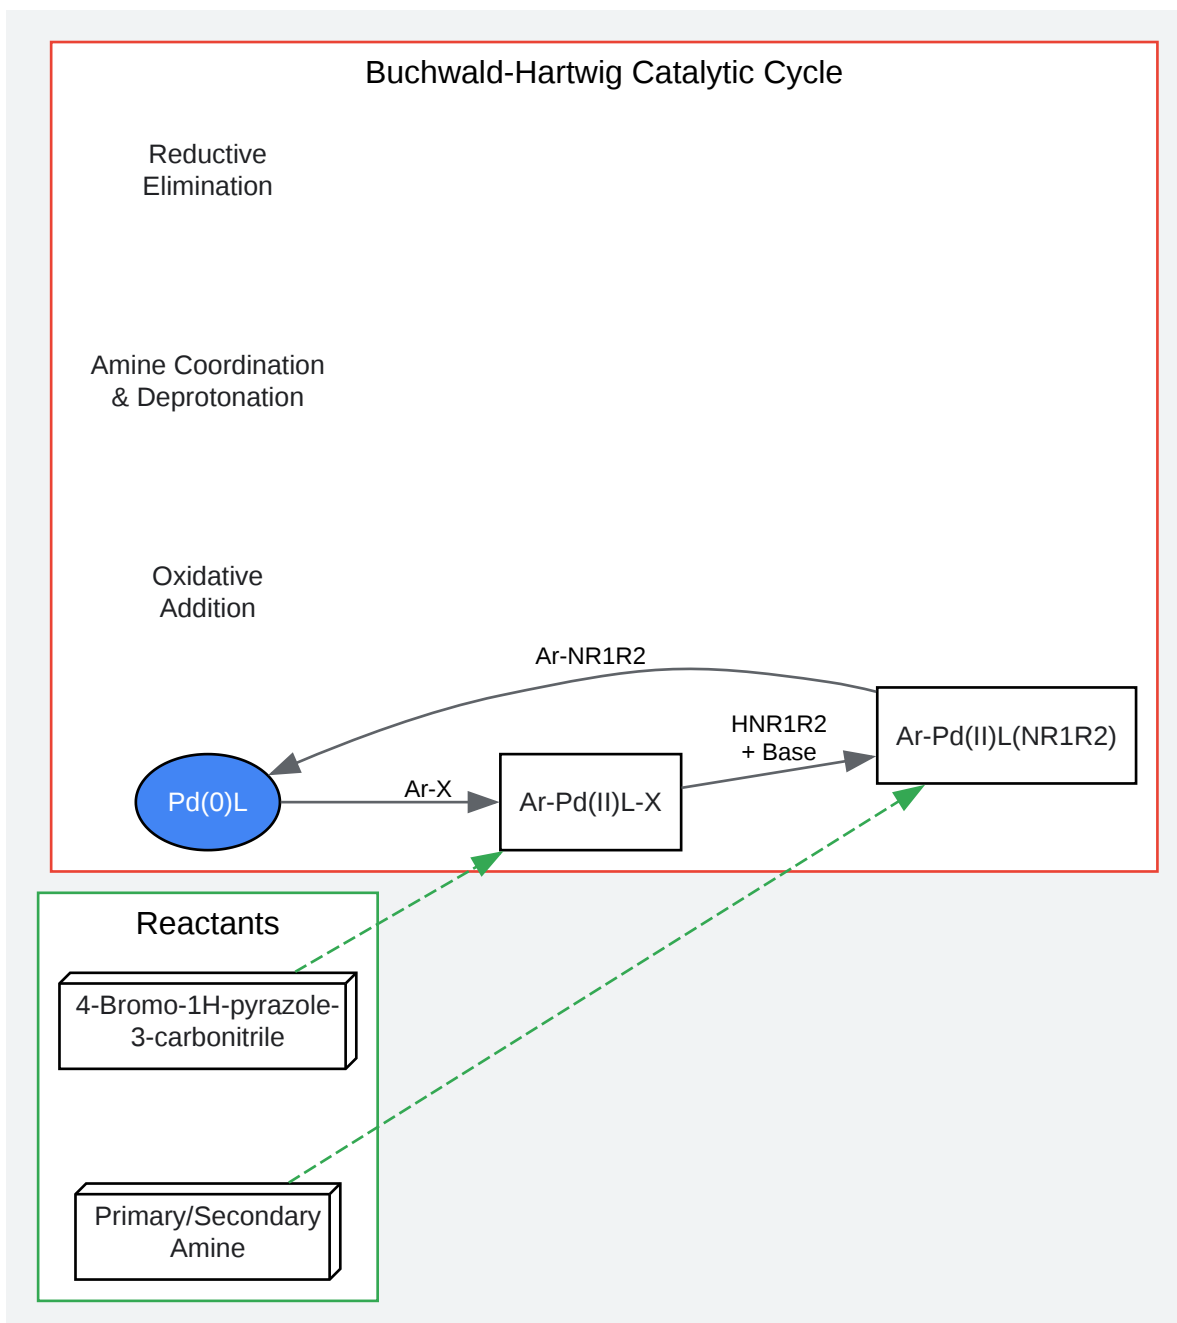 Buchwald-Hartwig Catalytic Cycle
Reductive
Elimination
Amine Coordination
& Deprotonation
Oxidative
Addition
Ar-NR1R2
HNR1R2
+ Base
Ar-Pd(II)L(NR1R2)
Pd(0)L
Ar-X
Ar-Pd(II)L-X
Reactants
4-Bromo-1H-pyrazole-
3-carbonitrile
Primary/Secondary
Amine